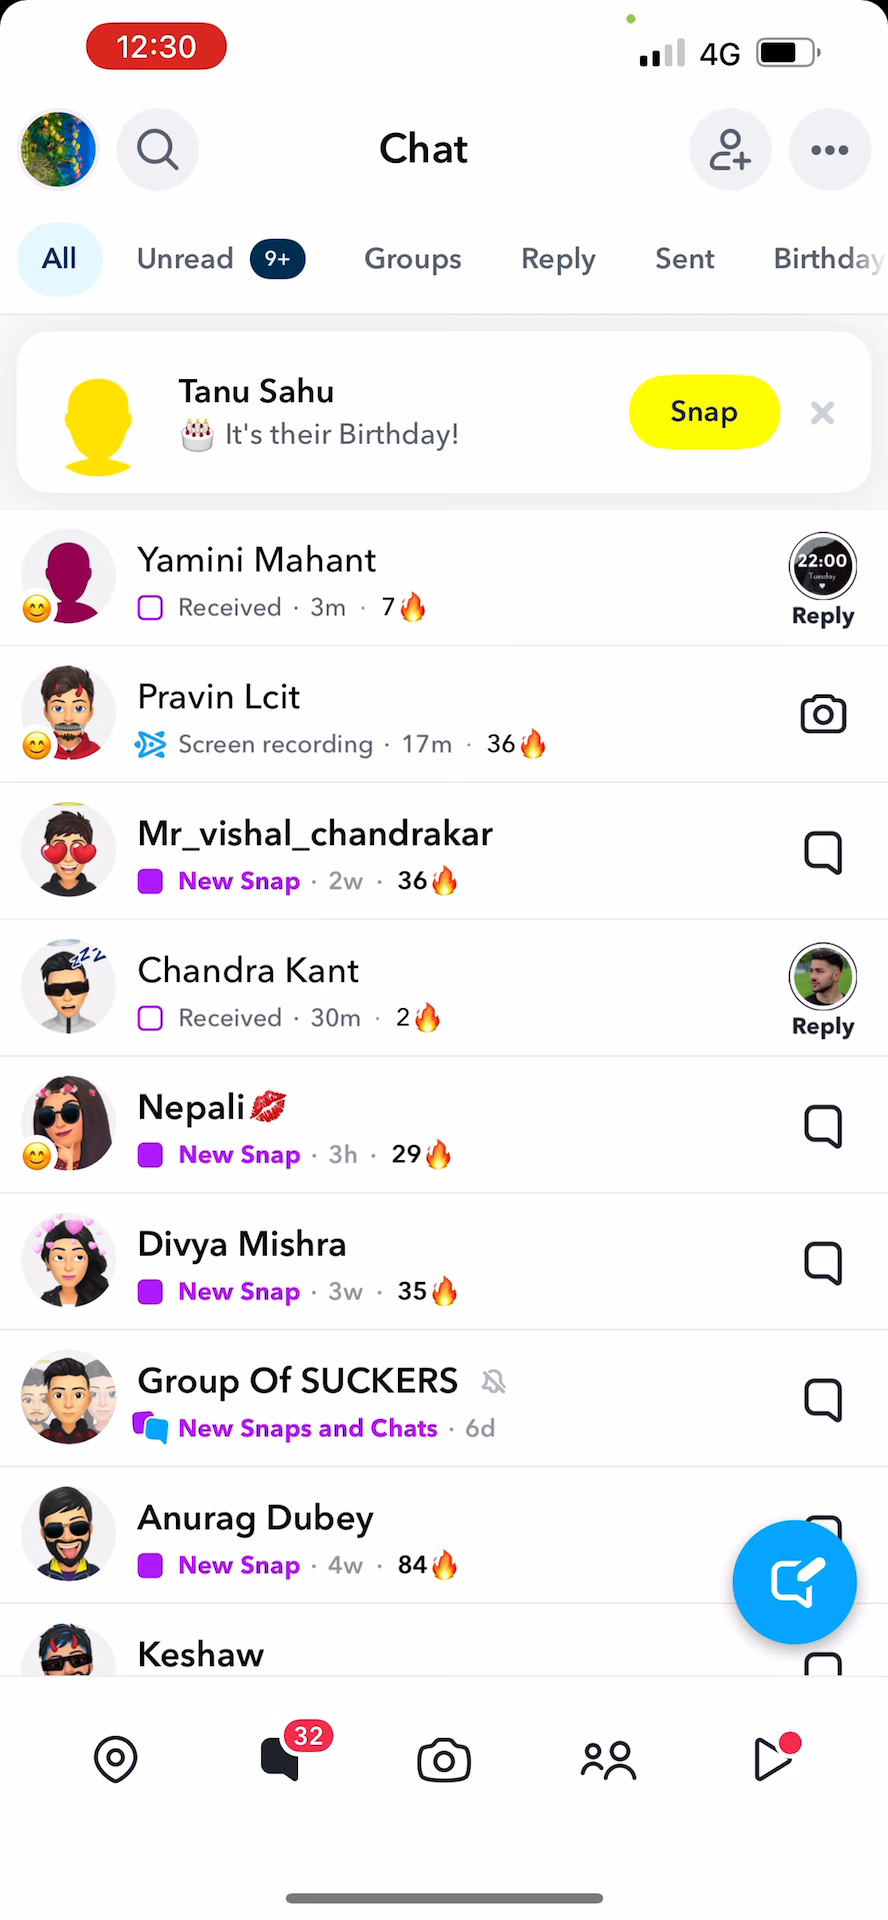 12:30
4G
Chat
All
Unread 9+
Groups
Reply
Sent
Birthday
Tanu Sahu
🎂 It's their Birthday!
Snap
Yamini Mahant
Received · 3m · 7🔥
22:00
Tuesday
Reply
Pravin Lcit
Screen recording · 17m · 36🔥
Mr_vishal_chandrakar
New Snap · 2w · 36🔥
zzz
Chandra Kant
Received · 30m · 2🔥
Reply
Nepali💋
New Snap · 3h · 29🔥
Divya Mishra
New Snap · 3w · 35🔥
Group Of SUCKERS
New Snaps and Chats · 6d
Anurag Dubey
New Snap · 4w · 84🔥
Keshaw
32